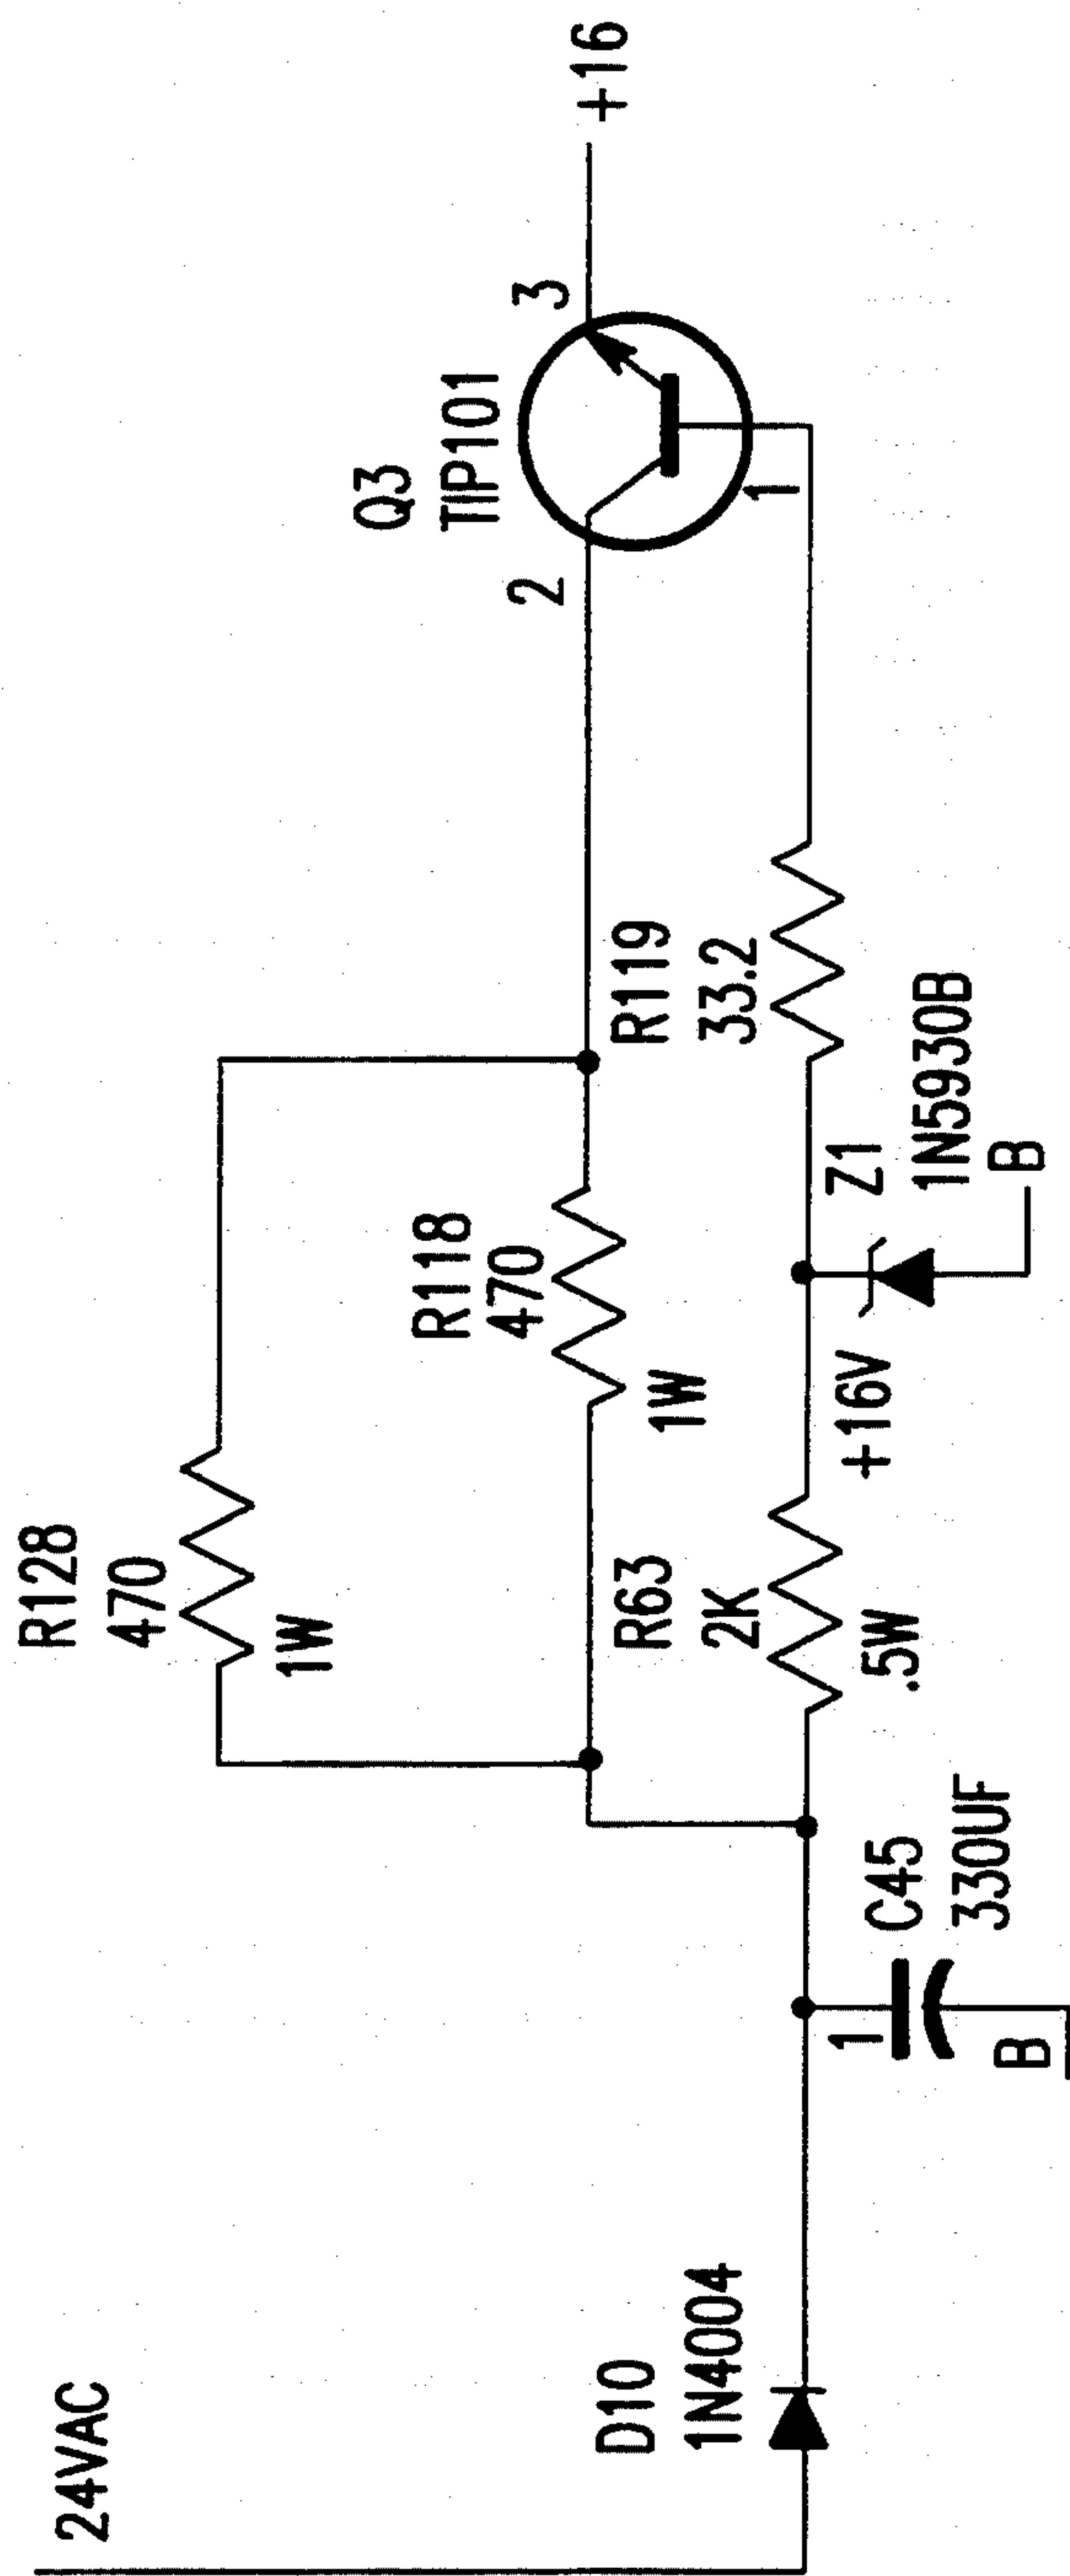 24VAC
D10
1N4004
1
C45
330UF
B
R128
470
1W
R118
470
1W
R63
2K
.5W
+16V
Z1
1N5930B
B
R119
33.2
Q3
TIP101
2
1
3
+16